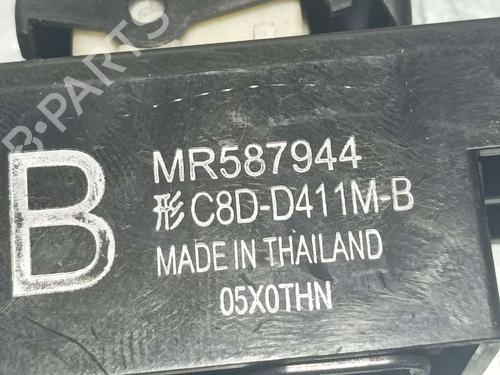 B-PARTS
B
MR587944
形 C8D-D411M-B
MADE IN THAILAND
05X0THN